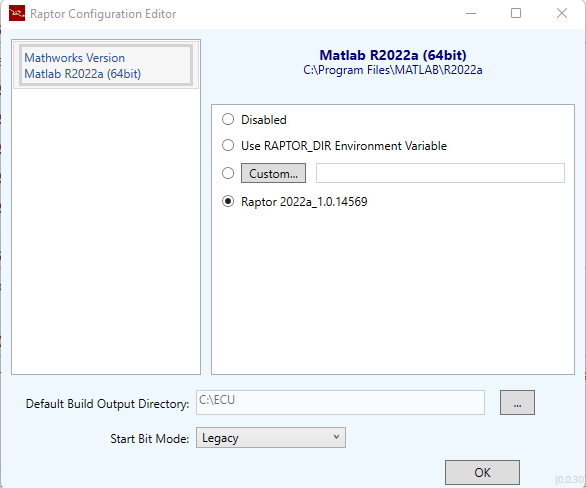 Raptor Configuration Editor
Mathworks Version
Matlab R2022a (64bit)
Matlab R2022a (64bit)
C:\Program Files\MATLAB\R2022a
Disabled
Use RAPTOR_DIR Environment Variable
Custom...
Raptor 2022a_1.0.14569
Default Build Output Directory:
C:\ECU
...
Start Bit Mode:
Legacy
OK
[0.0.30]